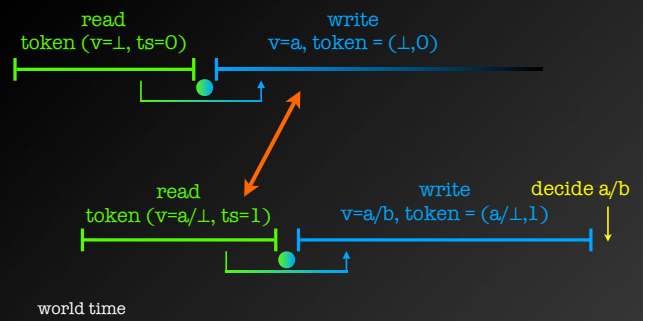 read
token (v=⊥, ts=0)
write
v=a, token = (⊥,0)
read
token (v=a/⊥, ts=1)
write
v=a/b, token = (a/⊥,1)
decide a/b
world time